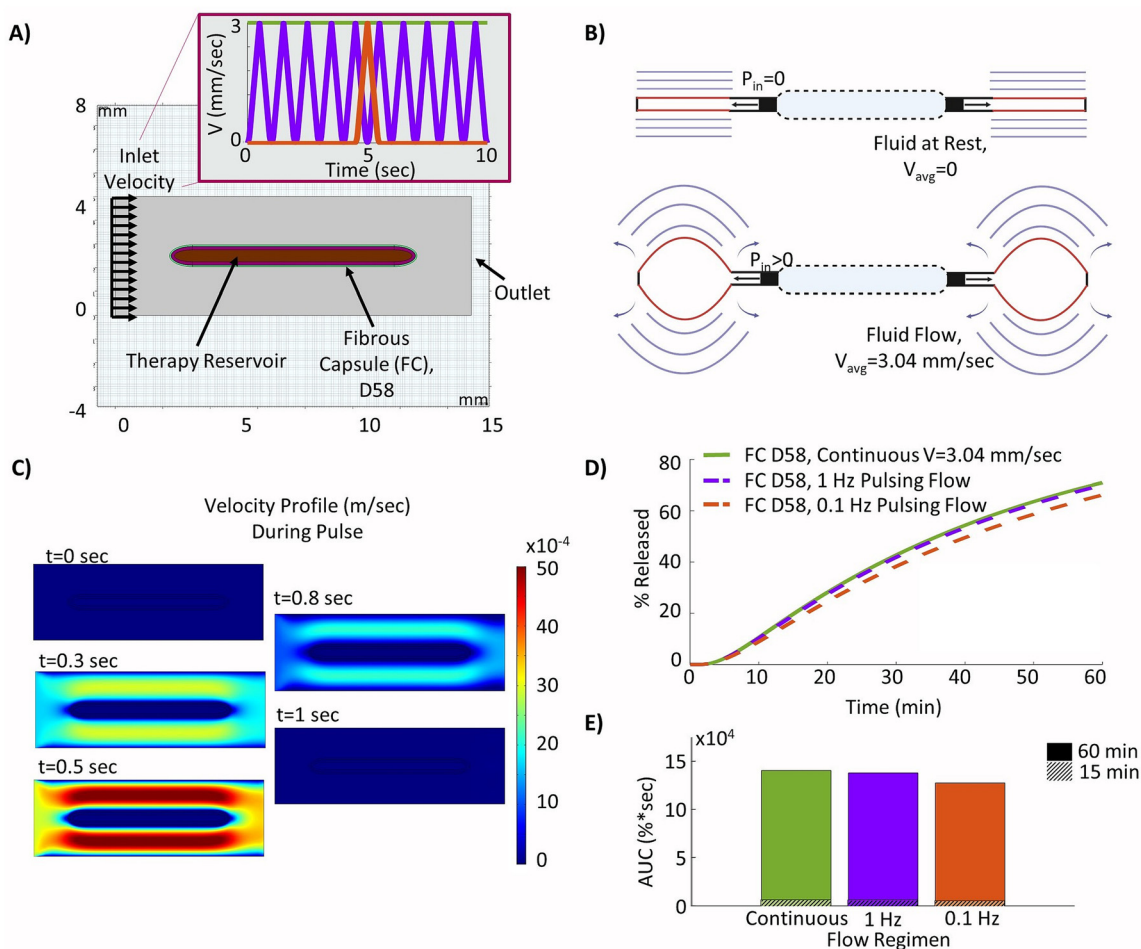 A)
3
V (mm/sec)
0
0 5 10
Time (sec)
8
mm
Inlet
Velocity
4
0
-4
Outlet
Therapy Reservoir
Fibrous
Capsule (FC),
D58
mm
0 5 10 15
B)
P_in=0
Fluid at Rest,
V_avg=0
P_in>0
Fluid Flow,
V_avg=3.04 mm/sec
C)
Velocity Profile (m/sec)
During Pulse
t=0 sec
t=0.3 sec
t=0.5 sec
t=0.8 sec
t=1 sec
x10⁻⁴
50
40
30
20
10
0
D)
FC D58, Continuous V=3.04 mm/sec
FC D58, 1 Hz Pulsing Flow
FC D58, 0.1 Hz Pulsing Flow
80
60
40
20
0
% Released
0 10 20 30 40 50 60
Time (min)
E)
x10⁴
15
10
5
0
AUC (%*sec)
60 min
15 min
Continuous 1 Hz 0.1 Hz
Flow Regimen